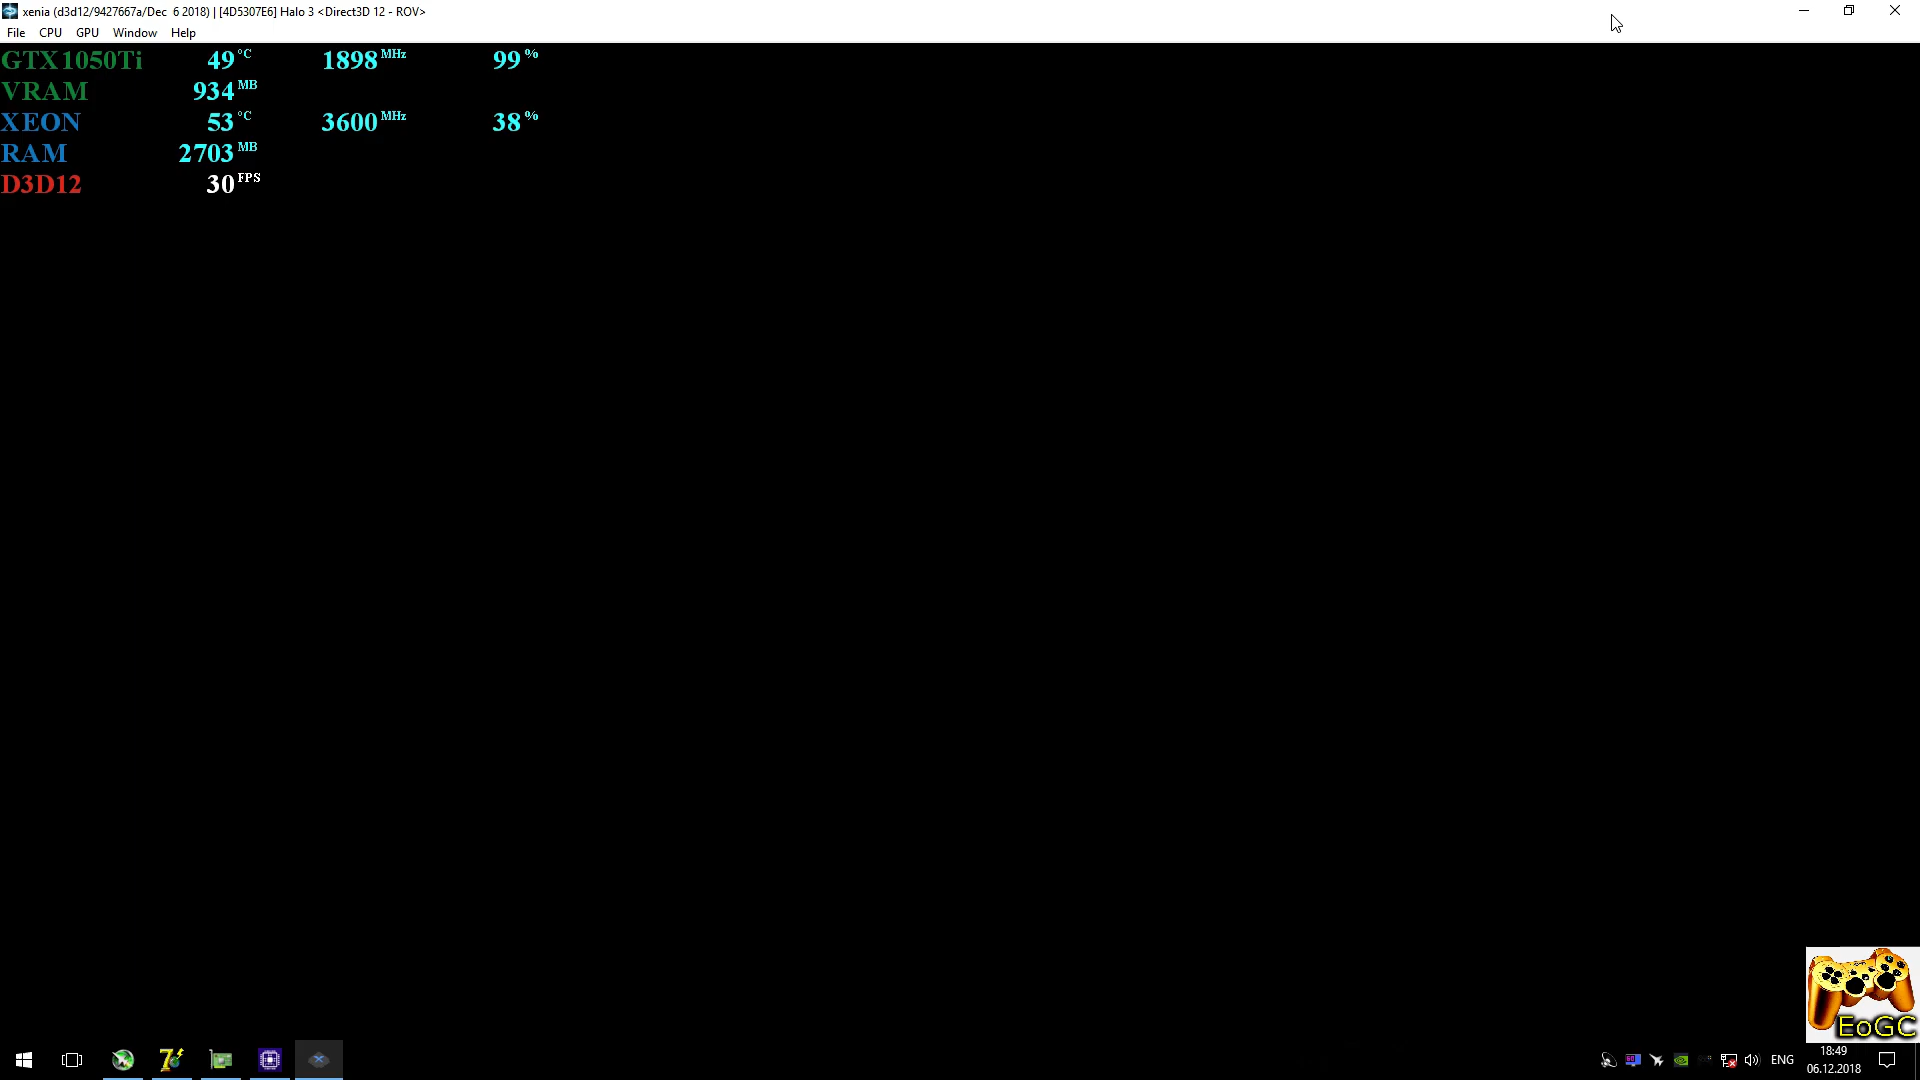 xenia (d3d12/9427667a/Dec  6 2018) | [4D5307E6] Halo 3 <Direct3D 12 - ROV>
File CPU GPU Window Help
GTX1050Ti 49 °C 1898 MHz 99 %
VRAM 934 MB
XEON 53 °C 3600 MHz 38 %
RAM 2703 MB
D3D12 30 FPS
EoGC
ENG 18:49
06.12.2018